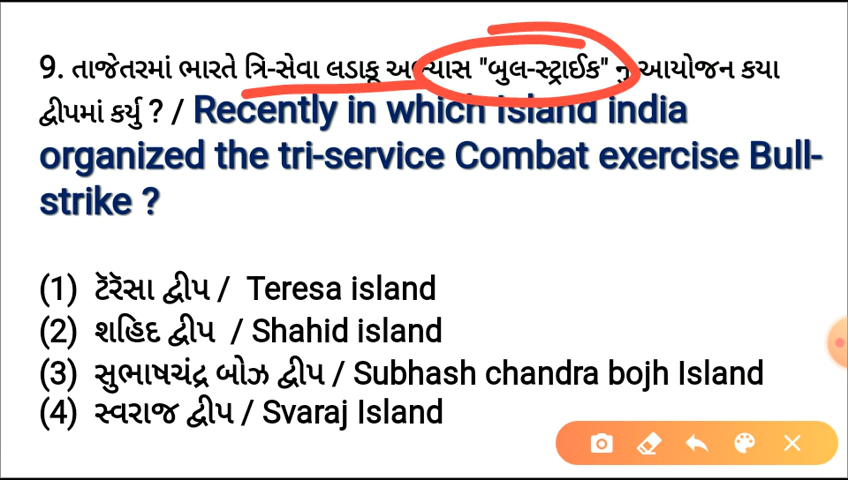 9. તાજેતરમાં ભારતે ત્રિ-સેવા લડાકૂ અભ્યાસ "બુલ-સ્ટ્રાઈક" નુ આયોજન કયા
દ્વીપમાં કર્યુ ? / Recently in which Island india
organized the tri-service Combat exercise Bull-
strike ?
(1) ટૅરૅસા દ્વીપ / Teresa island
(2) શહિદ દ્વીપ / Shahid island
(3) સુભાષચંદ્ર બોઝ દ્વીપ / Subhash chandra bojh Island
(4) સ્વરાજ દ્વીપ / Svaraj Island